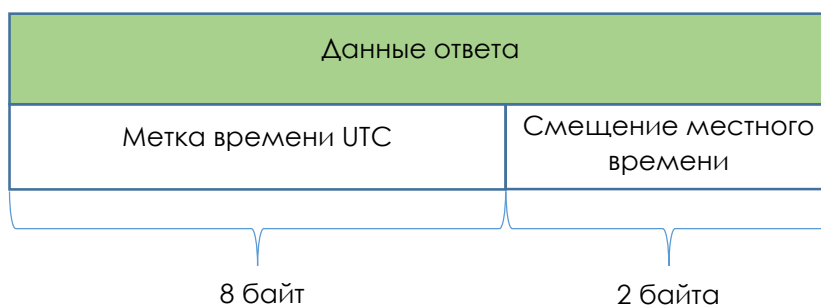 Данные ответа
Метка времени UTC
Смещение местного
времени
8 байт
2 байта